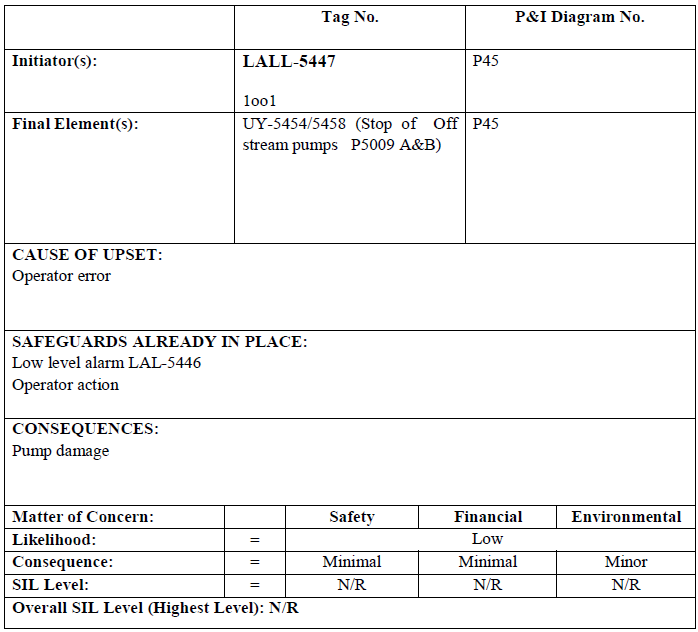 Tag No. P&I Diagram No.
Initiator(s): LALL-5447 P45
1oo1
Final Element(s): UY-5454/5458 (Stop of Off P45
stream pumps P5009 A&B)
CAUSE OF UPSET:
Operator error
SAFEGUARDS ALREADY IN PLACE:
Low level alarm LAL-5446
Operator action
CONSEQUENCES:
Pump damage
Matter of Concern: Safety Financial Environmental
Likelihood: = Low
Consequence: = Minimal Minimal Minor
SIL Level: = N/R N/R N/R
Overall SIL Level (Highest Level): N/R